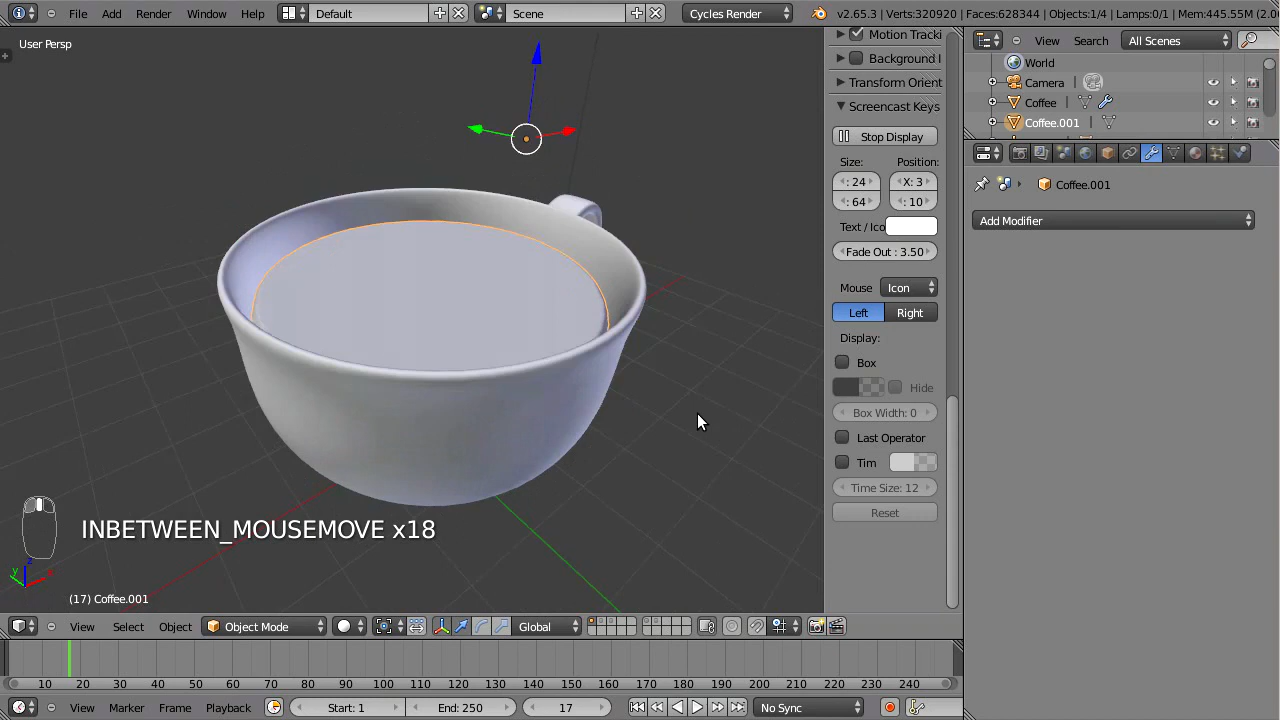 File Add Render Window Help Default Scene Cycles Render v2.65.3 | Verts:320920 | Faces:628344 | Objects:1/4 | Lamps:0/1 | Mem:445.55M (2.0
User Persp
Motion Tracki
Background I
Transform Orient
Screencast Keys
Stop Display
Size: Position:
: 24 X: 3
: 64 : 10
Text / Ico
Fade Out : 3.50
Mouse Icon
Left Right
Display:
Box
Hide
Box Width: 0
Last Operator
Tim
Time Size: 12
Reset
View Search All Scenes
World
Camera
Coffee
Coffee.001
Coffee.001
Add Modifier
INBETWEEN_MOUSEMOVE x18
z
y x
(17) Coffee.001
View Select Object Object Mode Global
10 20 30 40 50 60 70 80 90 100 110 120 130 140 150 160 170 180 190 200 210 220 230 240
View Marker Frame Playback Start: 1 End: 250 17 No Sync